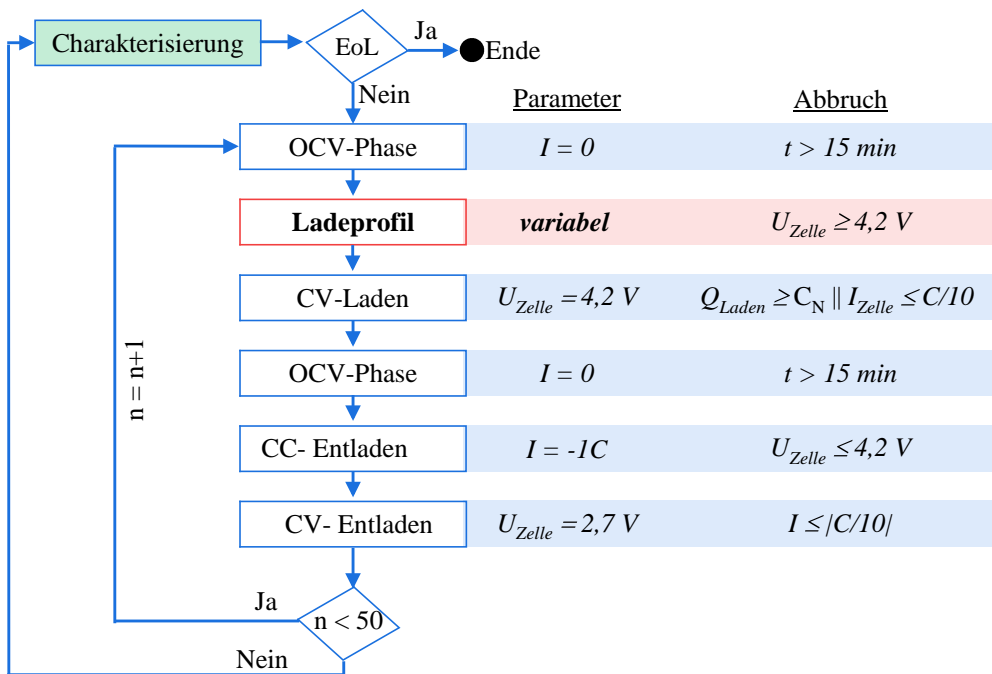 Charakterisierung
EoL
Ja
Ende
Nein
Parameter Abbruch
OCV-Phase I = 0 t > 15 min
Ladeprofil variabel U_Zelle ≥ 4,2 V
CV-Laden U_Zelle = 4,2 V Q_Laden ≥ C_N || I_Zelle ≤ C/10
OCV-Phase I = 0 t > 15 min
CC- Entladen I = -1C U_Zelle ≤ 4,2 V
CV- Entladen U_Zelle = 2,7 V I ≤ |C/10|
n = n+1
Ja
n < 50
Nein